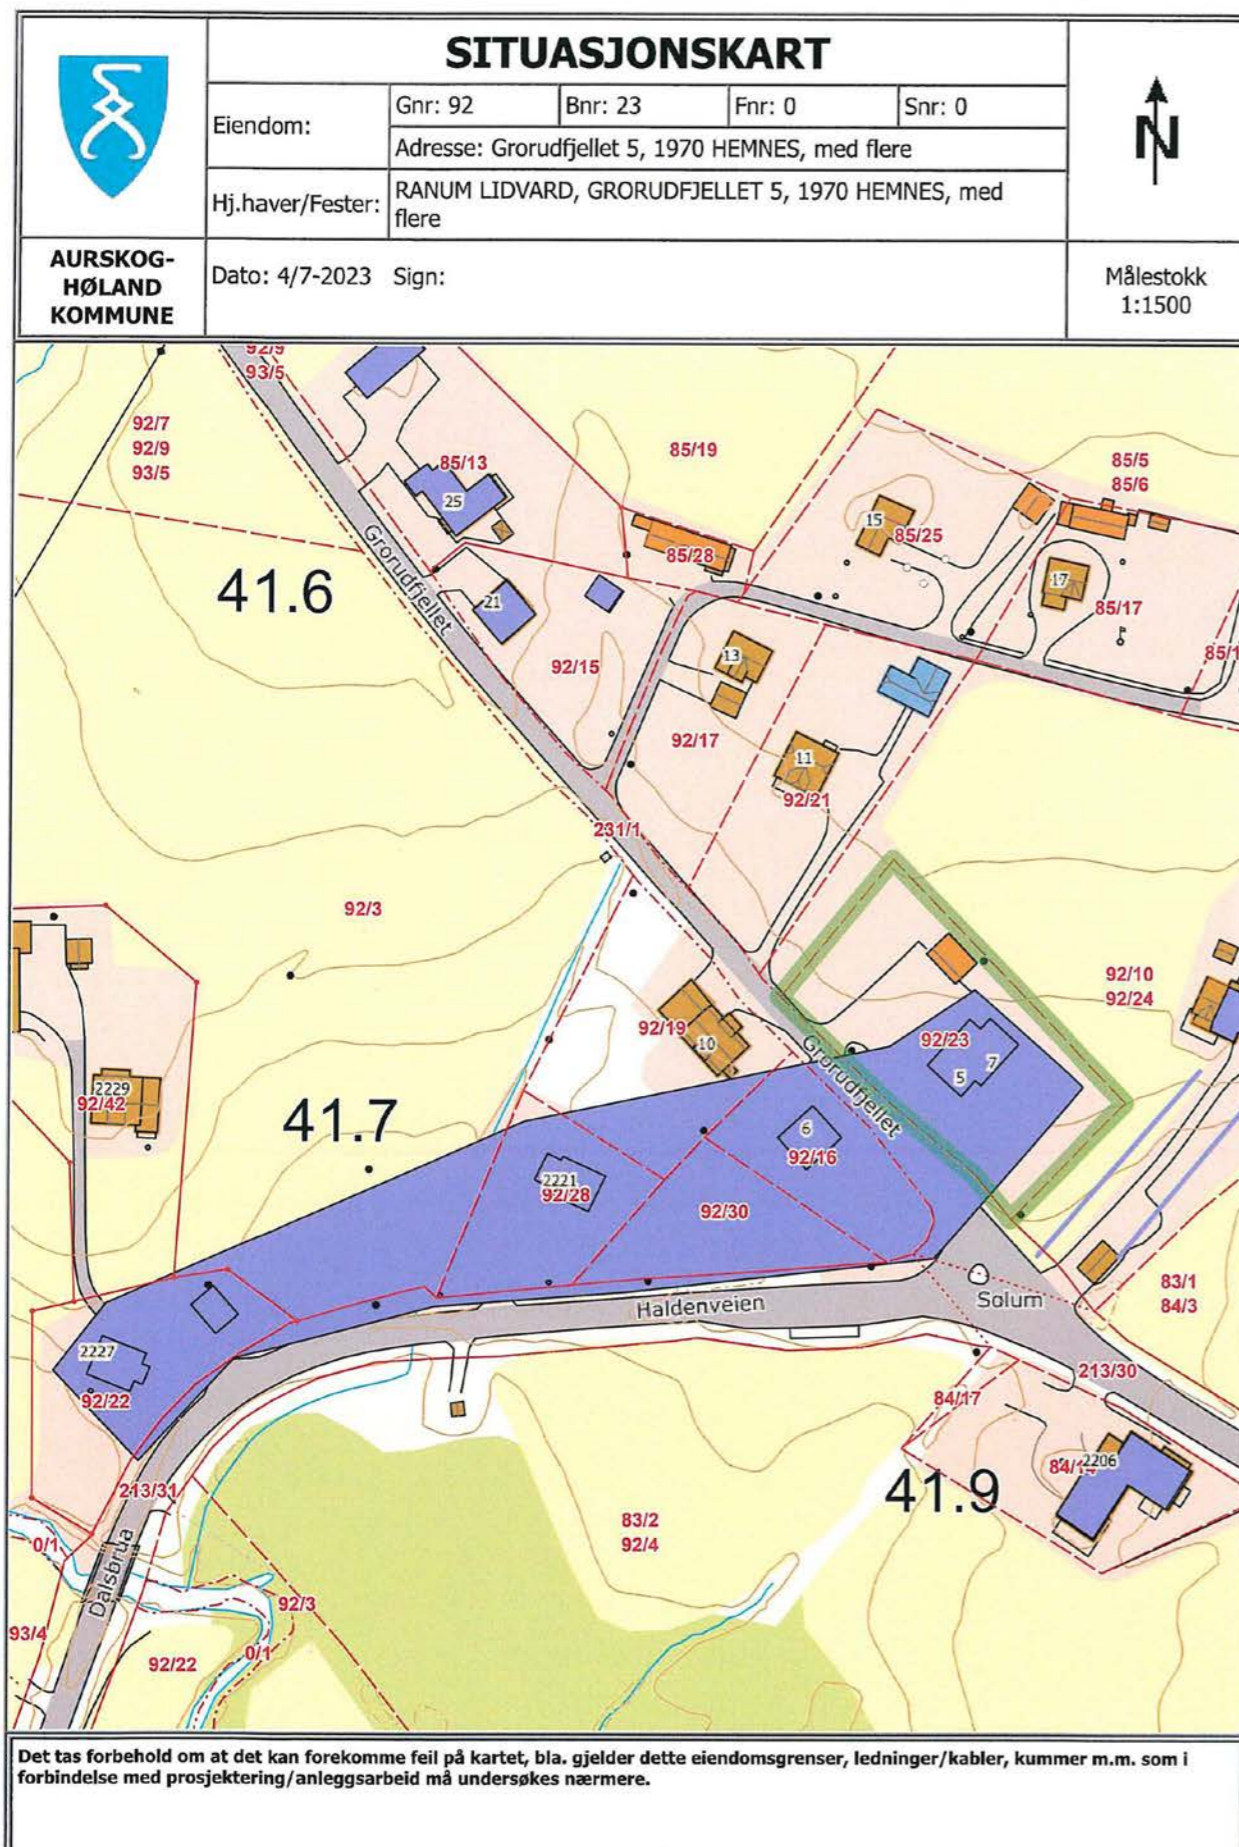 SITUASJONSKART
Eiendom:
Gnr: 92
Bnr: 23
Fnr: 0
Snr: 0
Adresse: Grorudfjellet 5, 1970 HEMNES, med flere
Hj.haver/Fester:
RANUM LIDVARD, GRORUDFJELLET 5, 1970 HEMNES, med
flere
N
AURSKOG-
HØLAND
KOMMUNE
Dato: 4/7-2023 Sign:
Målestokk
1:1500
92/9
93/5
92/7
92/9
93/5
85/13
25
85/19
85/5
85/6
15
85/25
85/28
17
85/17
41.6
Grorudfjellet
21
13
92/15
92/17
11
92/21
231/1
92/3
92/10
92/24
92/19
10
92/23
5
7
Grorudfjellet
2229
92/42
41.7
6
92/16
2221
92/28
92/30
83/1
84/3
Haldenveien
Solum
2227
92/22
213/30
84/17
2206
41.9
213/31
83/2
92/4
0/1
Dalsbrua
92/3
93/4
92/22
0/1
Det tas forbehold om at det kan forekomme feil på kartet, bla. gjelder dette eiendomsgrenser, ledninger/kabler, kummer m.m. som i
forbindelse med prosjektering/anleggsarbeid må undersøkes nærmere.